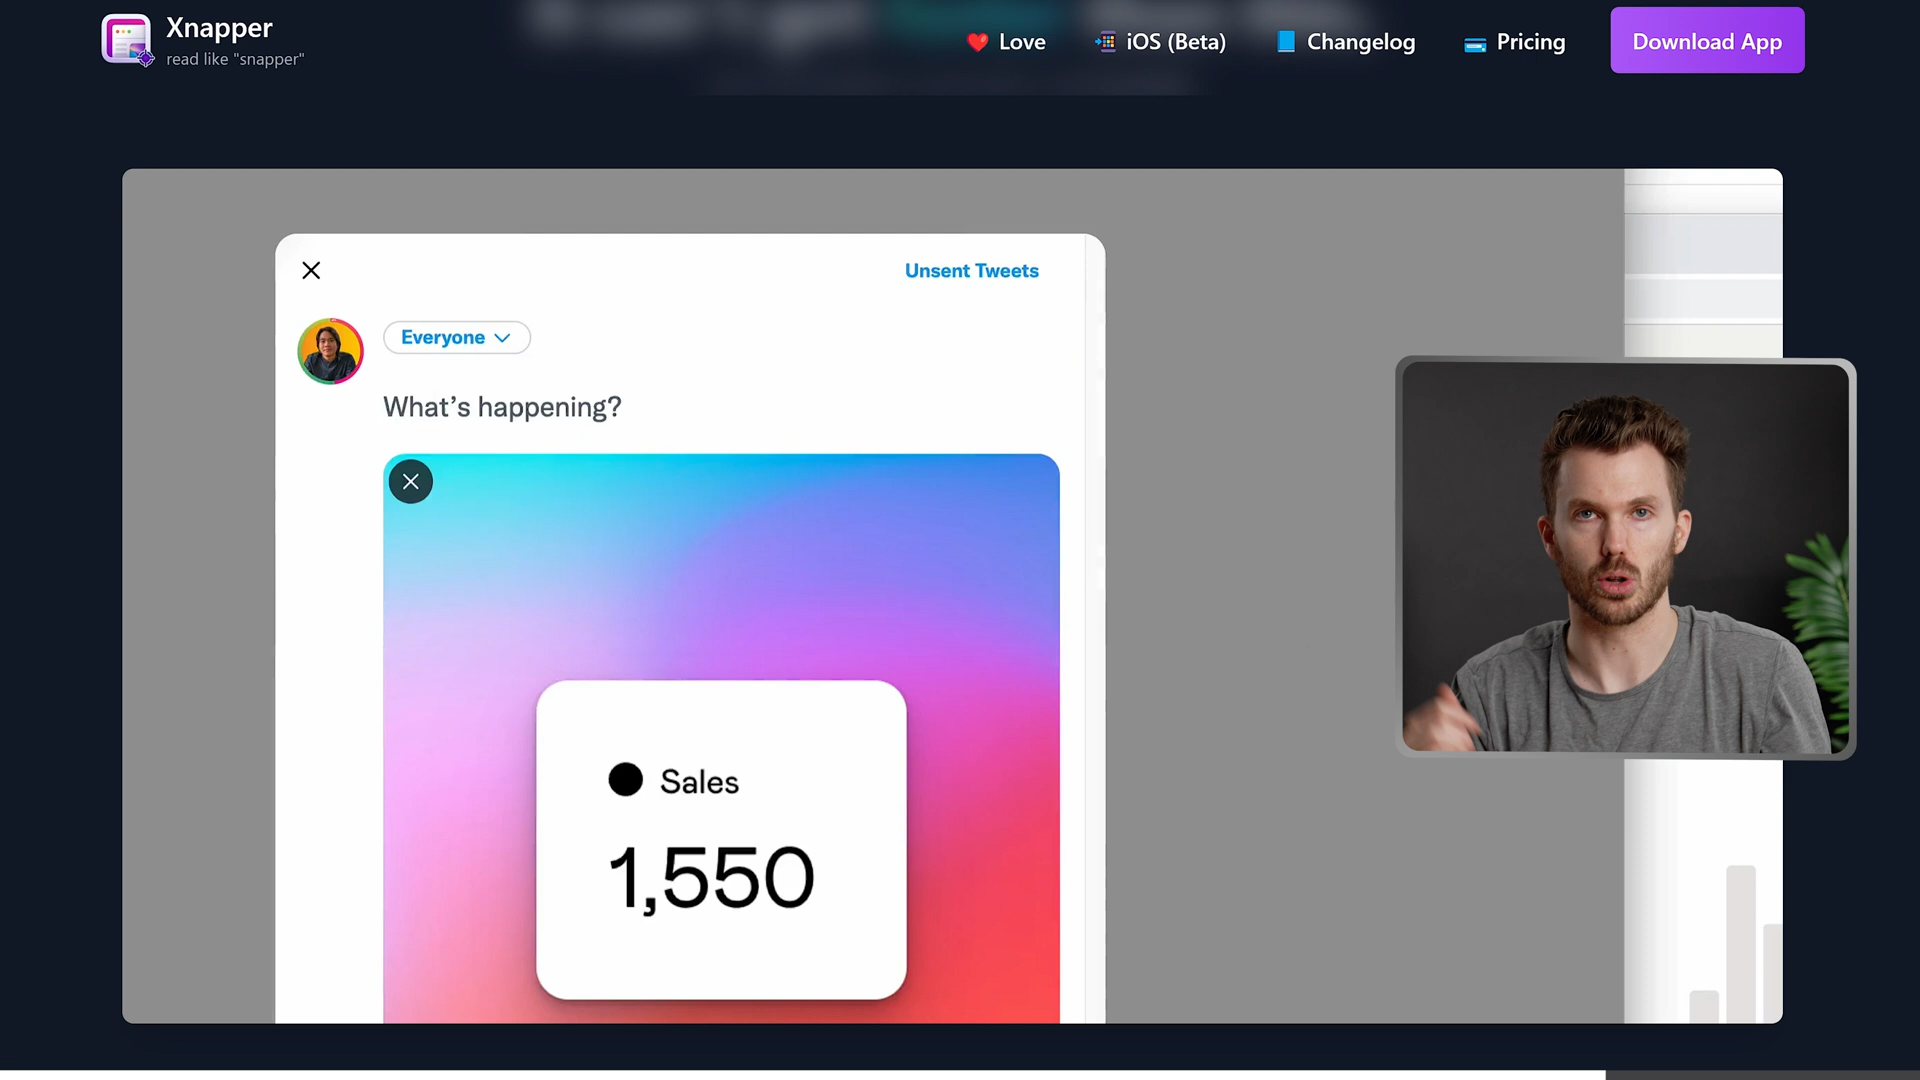 Xnapper
read like "snapper"
Love
iOS (Beta)
Changelog
Pricing
Download App
Unsent Tweets
Everyone
What's happening?
Sales
1,550